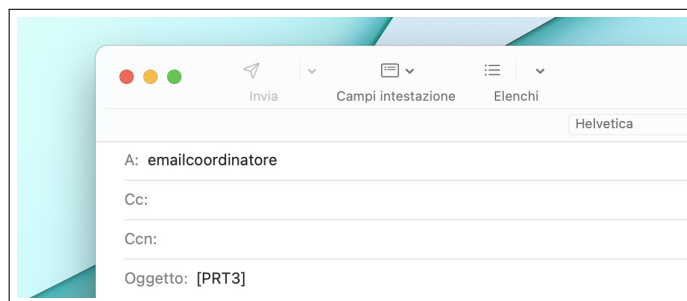 Invia
Campi intestazione
Elenchi
Helvetica
A: emailcoordinatore
Cc:
Ccn:
Oggetto: [PRT3]